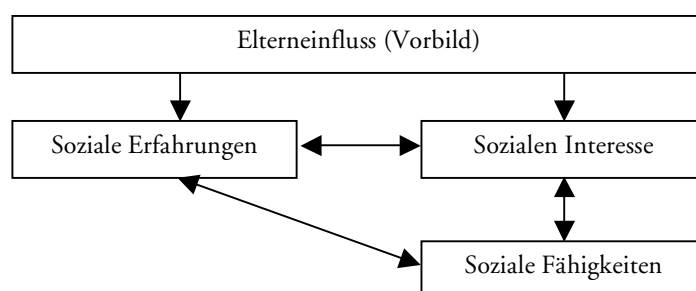 Elterneinfluss (Vorbild)
Soziale Erfahrungen
Sozialen Interesse
Soziale Fähigkeiten